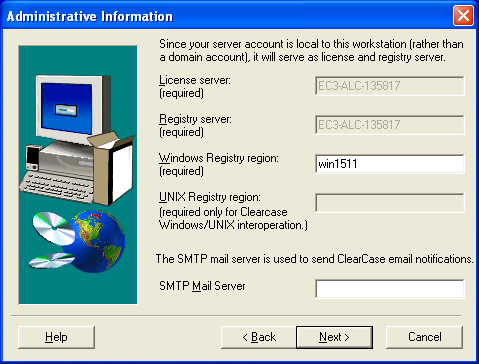 Administrative Information
Since your server account is local to this workstation (rather than
a domain account), it will serve as license and registry server.
License server:
(required)
EC3-ALC-135817
Registry server:
(required)
EC3-ALC-135817
Windows Registry region:
(required)
win1511
UNIX Registry region:
(required only for Clearcase
Windows/UNIX interoperation.)
The SMTP mail server is used to send ClearCase email notifications.
SMTP Mail Server
Help
< Back
Next >
Cancel